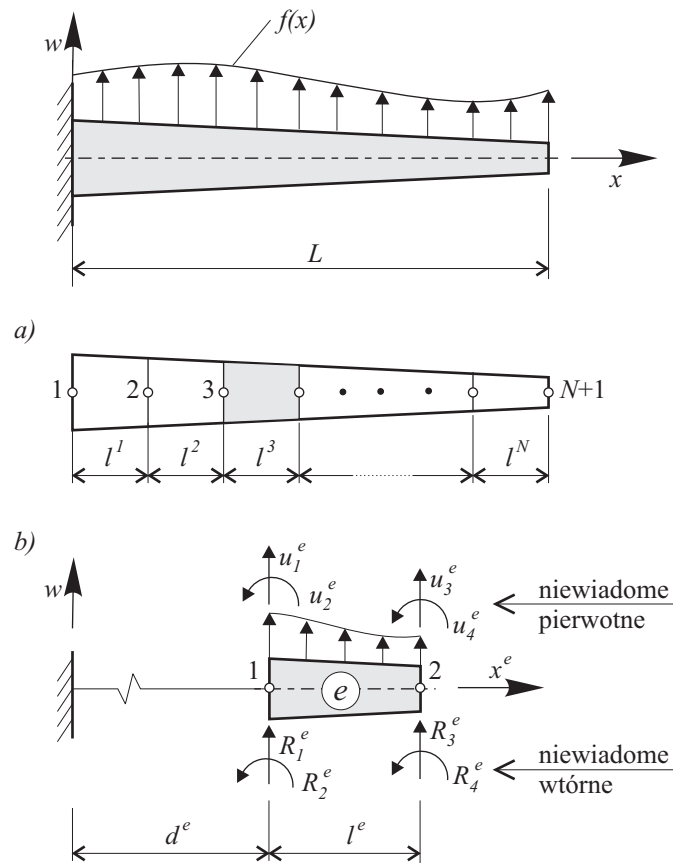 w
f(x)
x
L
a)
1 2 3 N+1
l^1 l^2 l^3 l^N
b)
w
u_1^e
u_2^e
u_3^e
u_4^e
niewiadome
pierwotne
1 2
e
x^e
R_1^e
R_2^e
R_3^e
R_4^e
niewiadome
wtórne
d^e l^e